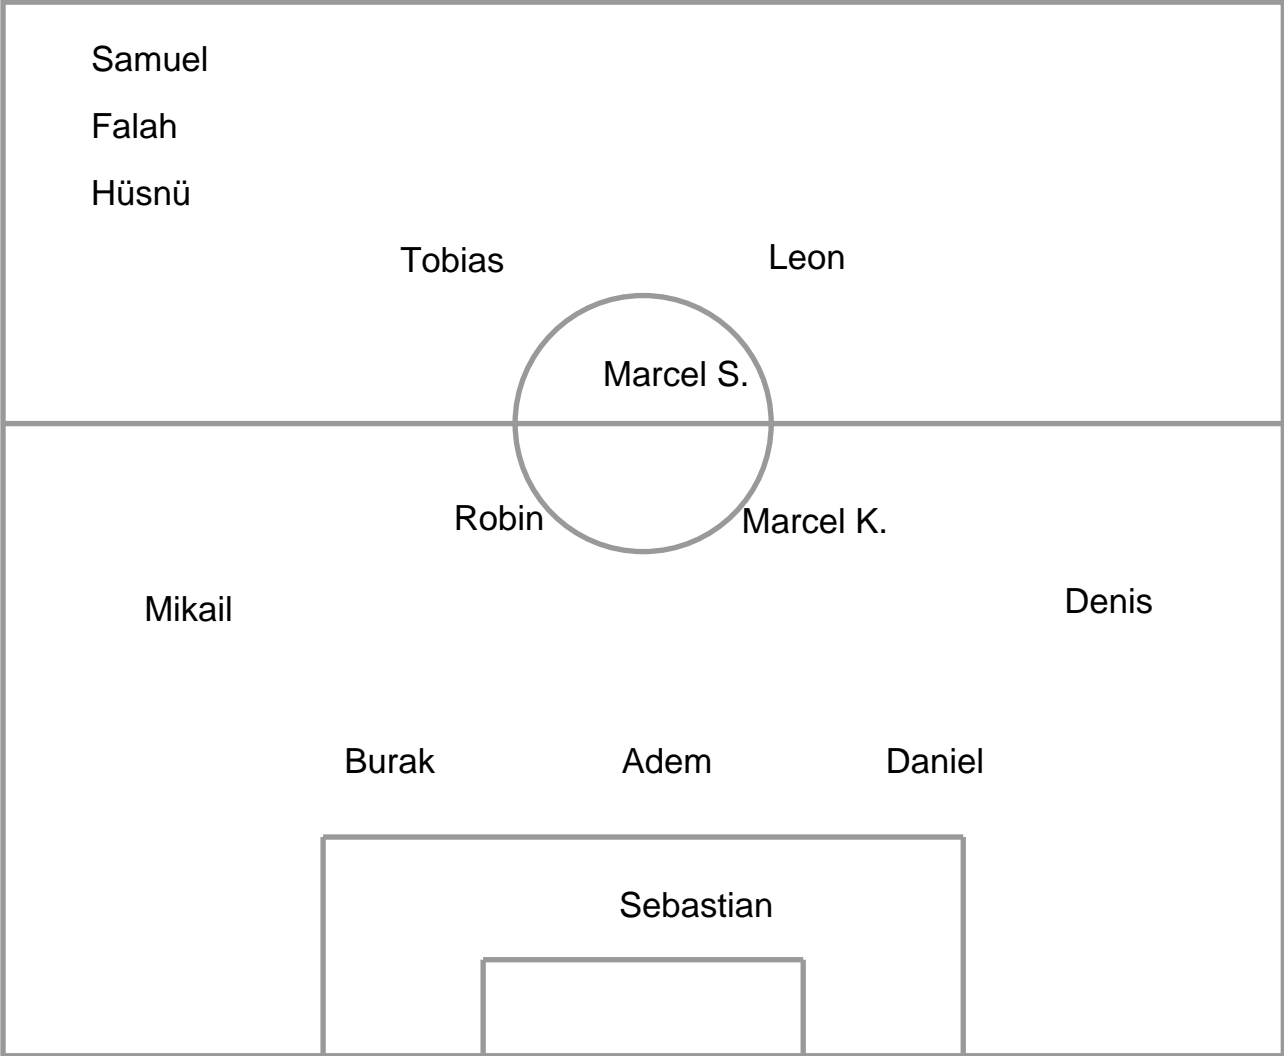 Samuel
Falah
Hüsnü
Tobias Leon
Marcel S.
Robin Marcel K.
Mikail Denis
Burak Adem Daniel
Sebastian